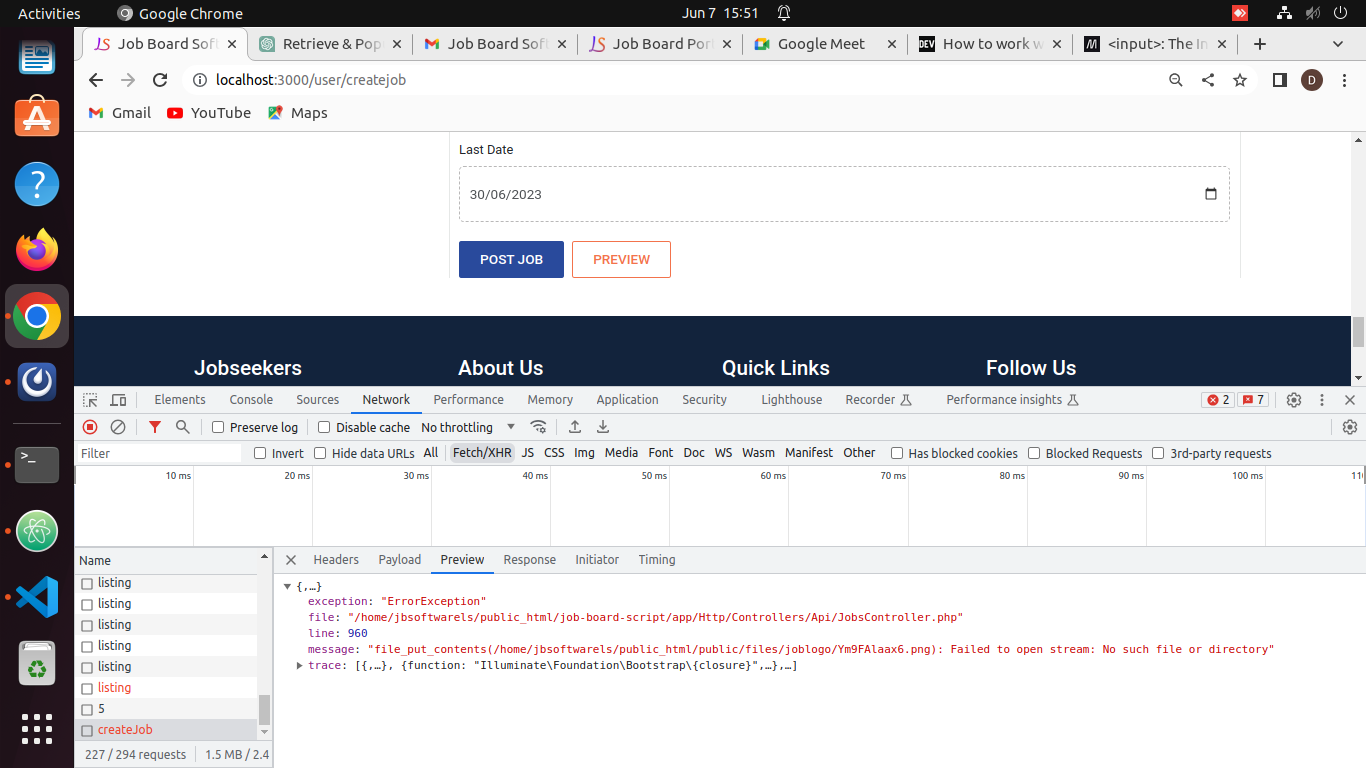 Activities Google Chrome Jun 7 15:51
Job Board Soft Retrieve & Pop Job Board Soft Job Board Por Google Meet DEV How to work w <input>: The In
localhost:3000/user/createjob D
Gmail YouTube Maps
Last Date
30/06/2023
POST JOB PREVIEW
Jobseekers About Us Quick Links Follow Us
Elements Console Sources Network Performance Memory Application Security Lighthouse Recorder Performance insights 2 7
Preserve log Disable cache No throttling
Filter Invert Hide data URLs All Fetch/XHR JS CSS Img Media Font Doc WS Wasm Manifest Other Has blocked cookies Blocked Requests 3rd-party requests
10 ms 20 ms 30 ms 40 ms 50 ms 60 ms 70 ms 80 ms 90 ms 100 ms 11
Name Headers Payload Preview Response Initiator Timing
listing
listing
listing
listing
listing
listing
5
createJob
227 / 294 requests 1.5 MB / 2.4
{,…}
exception: "ErrorException"
file: "/home/jbsoftwarels/public_html/job-board-script/app/Http/Controllers/Api/JobsController.php"
line: 960
message: "file_put_contents(/home/jbsoftwarels/public_html/public/files/joblogo/Ym9FAlaax6.png): Failed to open stream: No such file or directory"
trace: [{,…}, {function: "Illuminate\Foundation\Bootstrap\{closure}",…},…]